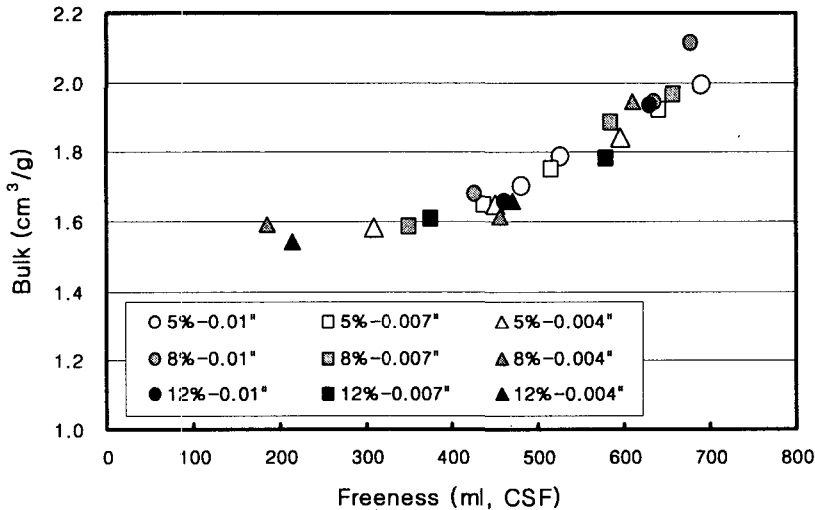 2.2
2.0
1.8
1.6
1.4
1.2
1.0
Bulk (cm³/g)
5%-0.01" 5%-0.007" 5%-0.004"
8%-0.01" 8%-0.007" 8%-0.004"
12%-0.01" 12%-0.007" 12%-0.004"
0 100 200 300 400 500 600 700 800
Freeness (ml, CSF)